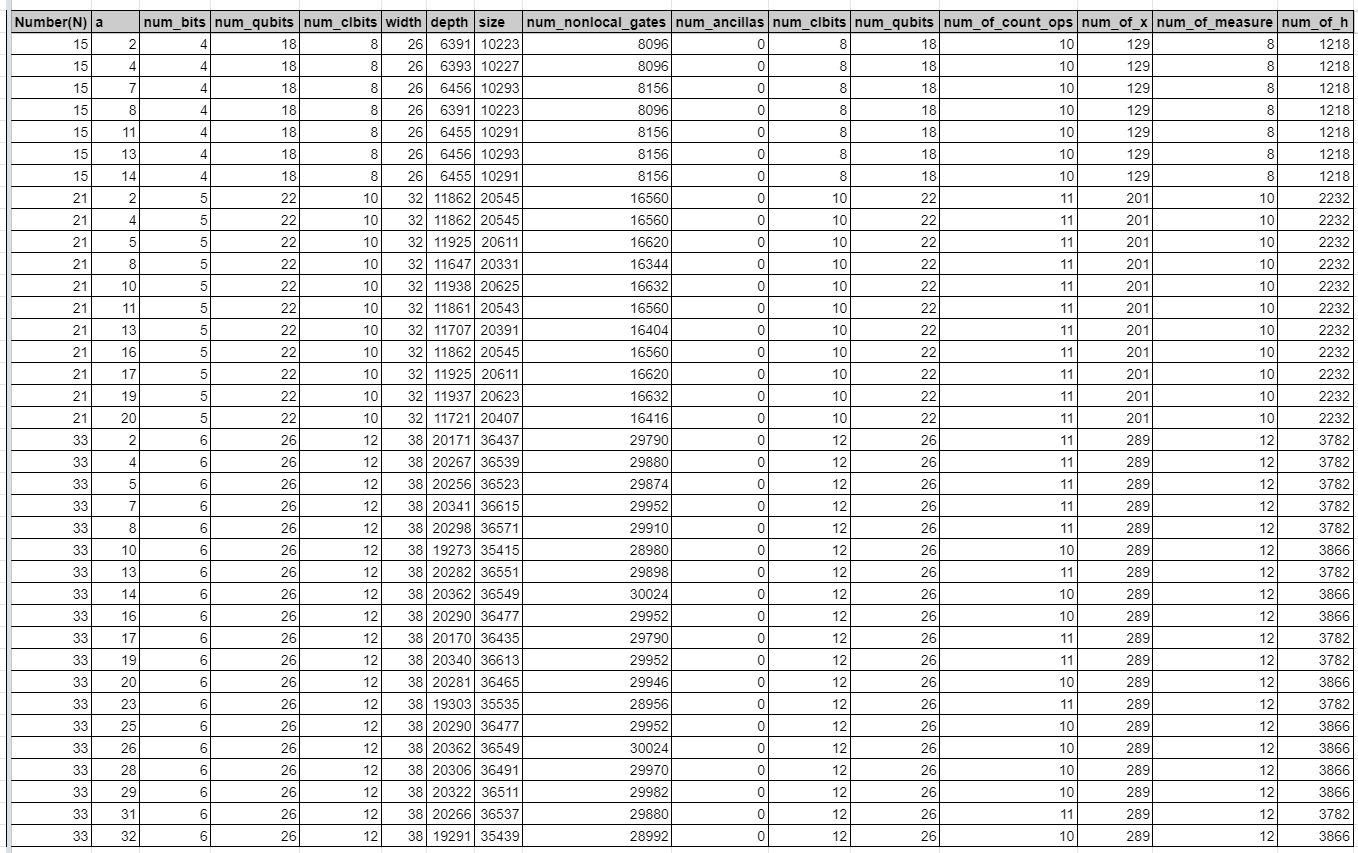 Number(N) a num_bits num_qubits num_clbits width depth size num_nonlocal_gates num_ancillas num_clbits num_qubits num_of_count_ops num_of_x num_of_measure num_of_h
15 2 4 18 8 26 6391 10223 8096 0 8 18 10 129 8 1218
15 4 4 18 8 26 6393 10227 8096 0 8 18 10 129 8 1218
15 7 4 18 8 26 6456 10293 8156 0 8 18 10 129 8 1218
15 8 4 18 8 26 6391 10223 8096 0 8 18 10 129 8 1218
15 11 4 18 8 26 6455 10291 8156 0 8 18 10 129 8 1218
15 13 4 18 8 26 6456 10293 8156 0 8 18 10 129 8 1218
15 14 4 18 8 26 6455 10291 8156 0 8 18 10 129 8 1218
21 2 5 22 10 32 11862 20545 16560 0 10 22 11 201 10 2232
21 4 5 22 10 32 11862 20545 16560 0 10 22 11 201 10 2232
21 5 5 22 10 32 11925 20611 16620 0 10 22 11 201 10 2232
21 8 5 22 10 32 11647 20331 16344 0 10 22 11 201 10 2232
21 10 5 22 10 32 11938 20625 16632 0 10 22 11 201 10 2232
21 11 5 22 10 32 11861 20543 16560 0 10 22 11 201 10 2232
21 13 5 22 10 32 11707 20391 16404 0 10 22 11 201 10 2232
21 16 5 22 10 32 11862 20545 16560 0 10 22 11 201 10 2232
21 17 5 22 10 32 11925 20611 16620 0 10 22 11 201 10 2232
21 19 5 22 10 32 11937 20623 16632 0 10 22 11 201 10 2232
21 20 5 22 10 32 11721 20407 16416 0 10 22 11 201 10 2232
33 2 6 26 12 38 20171 36437 29790 0 12 26 11 289 12 3782
33 4 6 26 12 38 20267 36539 29880 0 12 26 11 289 12 3782
33 5 6 26 12 38 20256 36523 29874 0 12 26 11 289 12 3782
33 7 6 26 12 38 20341 36615 29952 0 12 26 11 289 12 3782
33 8 6 26 12 38 20298 36571 29910 0 12 26 11 289 12 3782
33 10 6 26 12 38 19273 35415 28980 0 12 26 10 289 12 3866
33 13 6 26 12 38 20282 36551 29898 0 12 26 11 289 12 3782
33 14 6 26 12 38 20362 36549 30024 0 12 26 10 289 12 3866
33 16 6 26 12 38 20290 36477 29952 0 12 26 10 289 12 3866
33 17 6 26 12 38 20170 36435 29790 0 12 26 11 289 12 3782
33 19 6 26 12 38 20340 36613 29952 0 12 26 11 289 12 3782
33 20 6 26 12 38 20281 36465 29946 0 12 26 10 289 12 3866
33 23 6 26 12 38 19303 35535 28956 0 12 26 11 289 12 3782
33 25 6 26 12 38 20290 36477 29952 0 12 26 10 289 12 3866
33 26 6 26 12 38 20362 36549 30024 0 12 26 10 289 12 3866
33 28 6 26 12 38 20306 36491 29970 0 12 26 10 289 12 3866
33 29 6 26 12 38 20322 36511 29982 0 12 26 10 289 12 3866
33 31 6 26 12 38 20266 36537 29880 0 12 26 11 289 12 3782
33 32 6 26 12 38 19291 35439 28992 0 12 26 10 289 12 3866